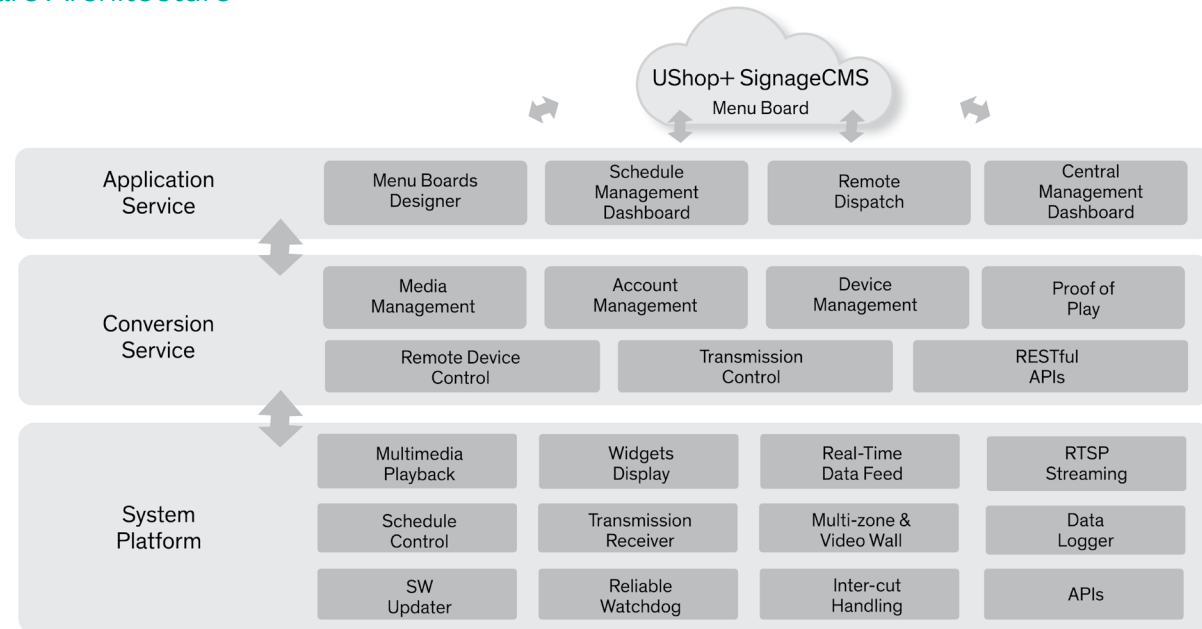 Architecture
UShop+ SignageCMS
Menu Board
Application
Service
Menu Boards
Designer
Schedule
Management
Dashboard
Remote
Dispatch
Central
Management
Dashboard
Conversion
Service
Media
Management
Account
Management
Device
Management
Proof of
Play
Remote Device
Control
Transmission
Control
RESTful
APIs
System
Platform
Multimedia
Playback
Widgets
Display
Real-Time
Data Feed
RTSP
Streaming
Schedule
Control
Transmission
Receiver
Multi-zone &
Video Wall
Data
Logger
SW
Updater
Reliable
Watchdog
Inter-cut
Handling
APIs